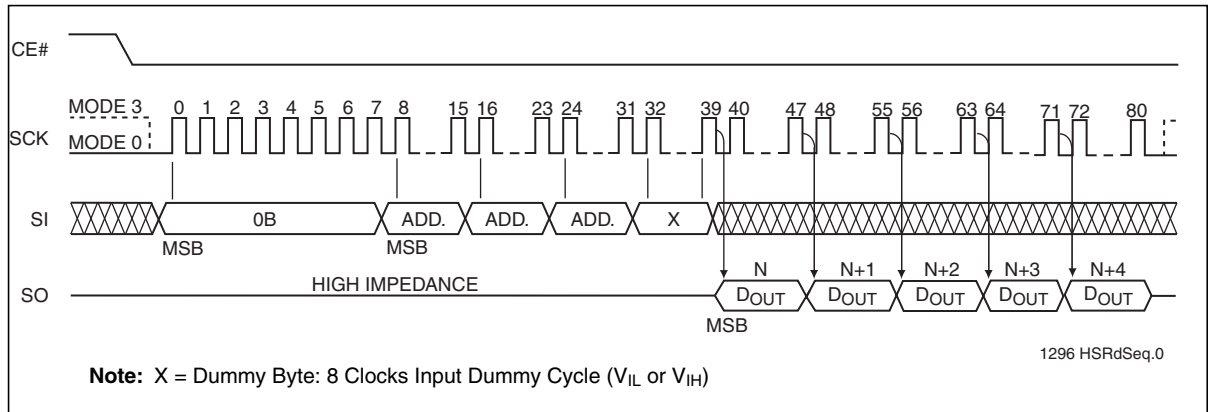 CE#
MODE 3
0 1 2 3 4 5 6 7 8 15 16 23 24 31 32 39 40 47 48 55 56 63 64 71 72 80
SCK
MODE 0
SI
0B ADD. ADD. ADD. X
MSB MSB
HIGH IMPEDANCE
N N+1 N+2 N+3 N+4
SO
DOUT DOUT DOUT DOUT DOUT
MSB
1296 HSRdSeq.0
Note: X = Dummy Byte: 8 Clocks Input Dummy Cycle (VIL or VIH)